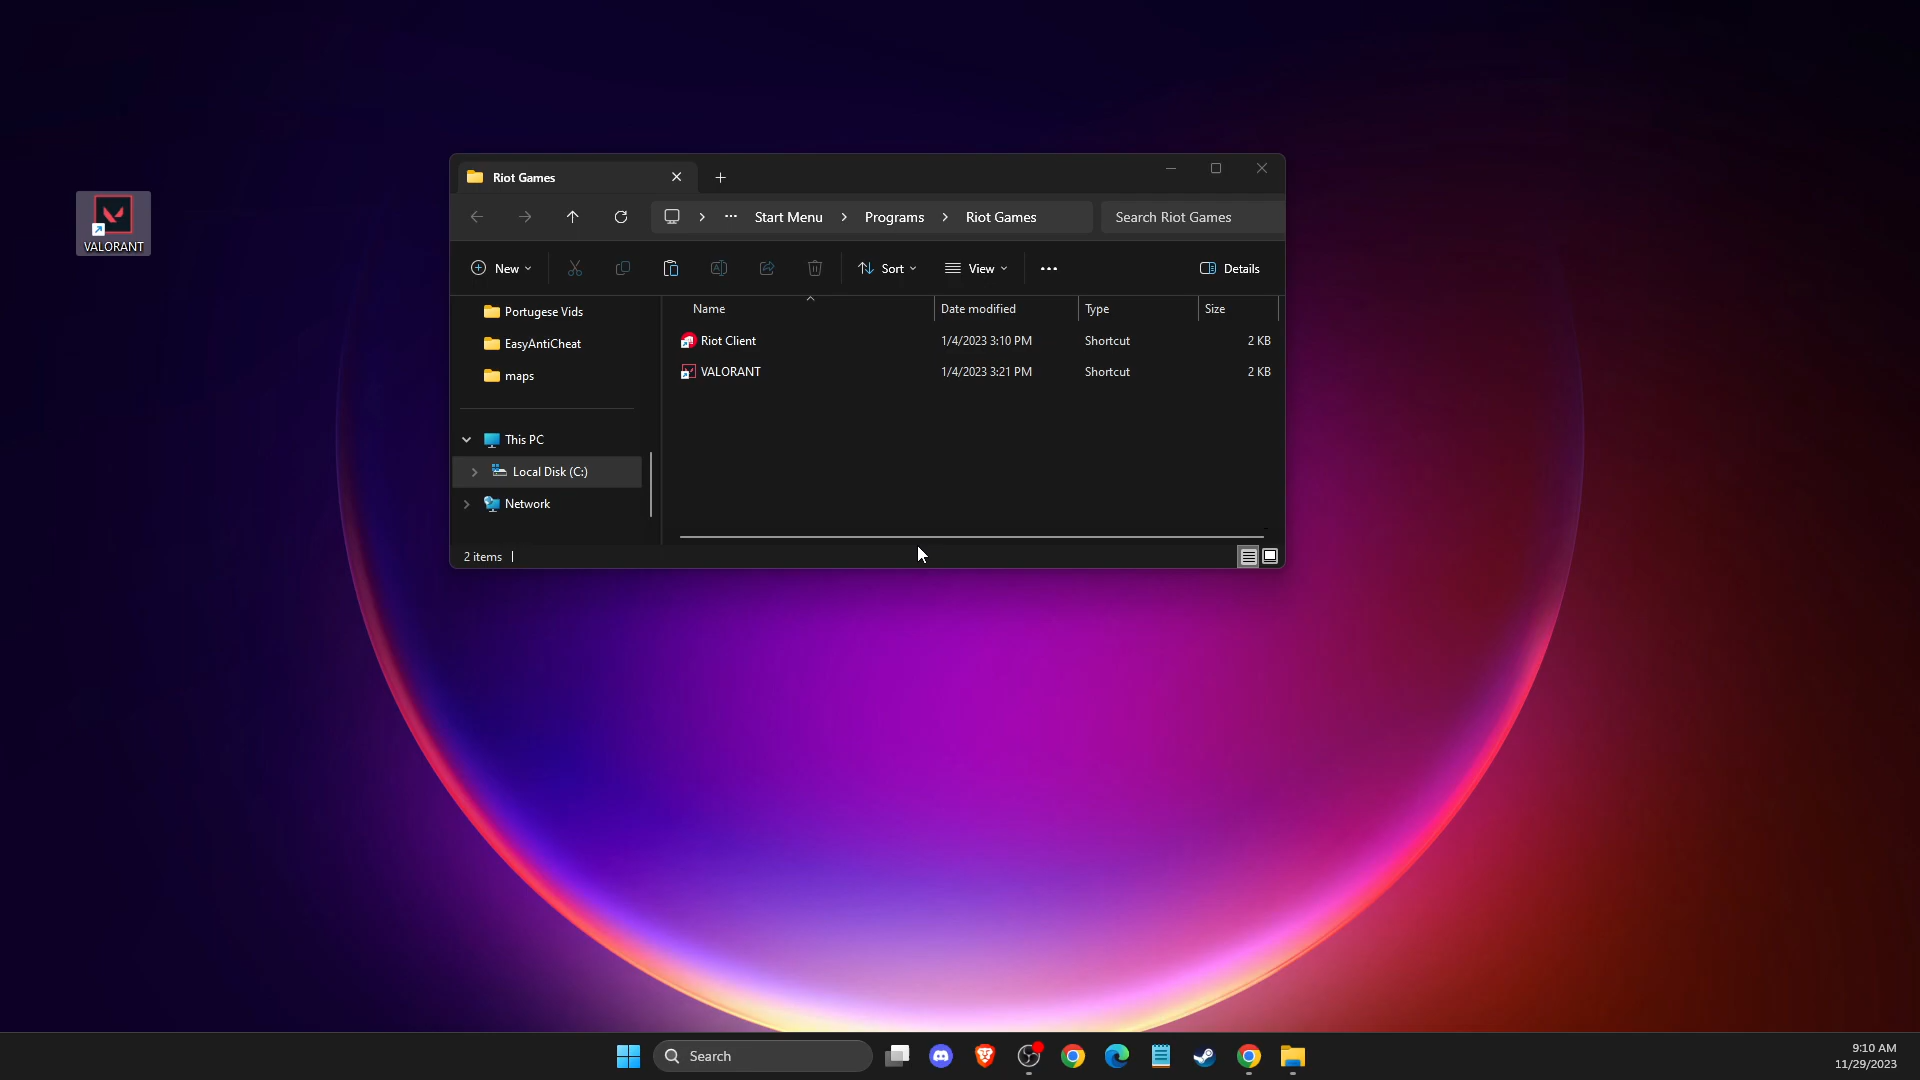 VALORANT
Riot Games
Start Menu
Programs
Riot Games
Search Riot Games
New
Sort
View
Details
Portugese Vids
EasyAntiCheat
maps
This PC
Local Disk (C:)
Network
Name Date modified Type Size
Riot Client 1/4/2023 3:10 PM Shortcut 2 KB
VALORANT 1/4/2023 3:21 PM Shortcut 2 KB
2 items
Search
9:10 AM
11/29/2023